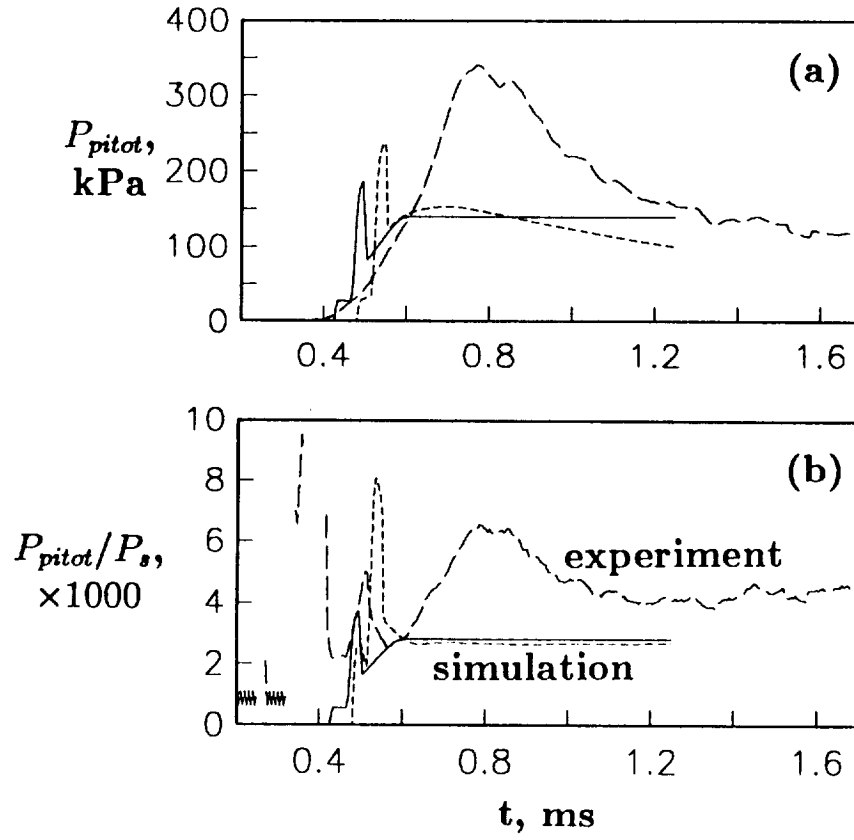 400
(a)
300
P_pitot,
kPa
200
100
0
0.4 0.8 1.2 1.6
10
(b)
8
P_pitot/P_s,
×1000
6
experiment
4
2
simulation
0
0.4 0.8 1.2 1.6
t, ms